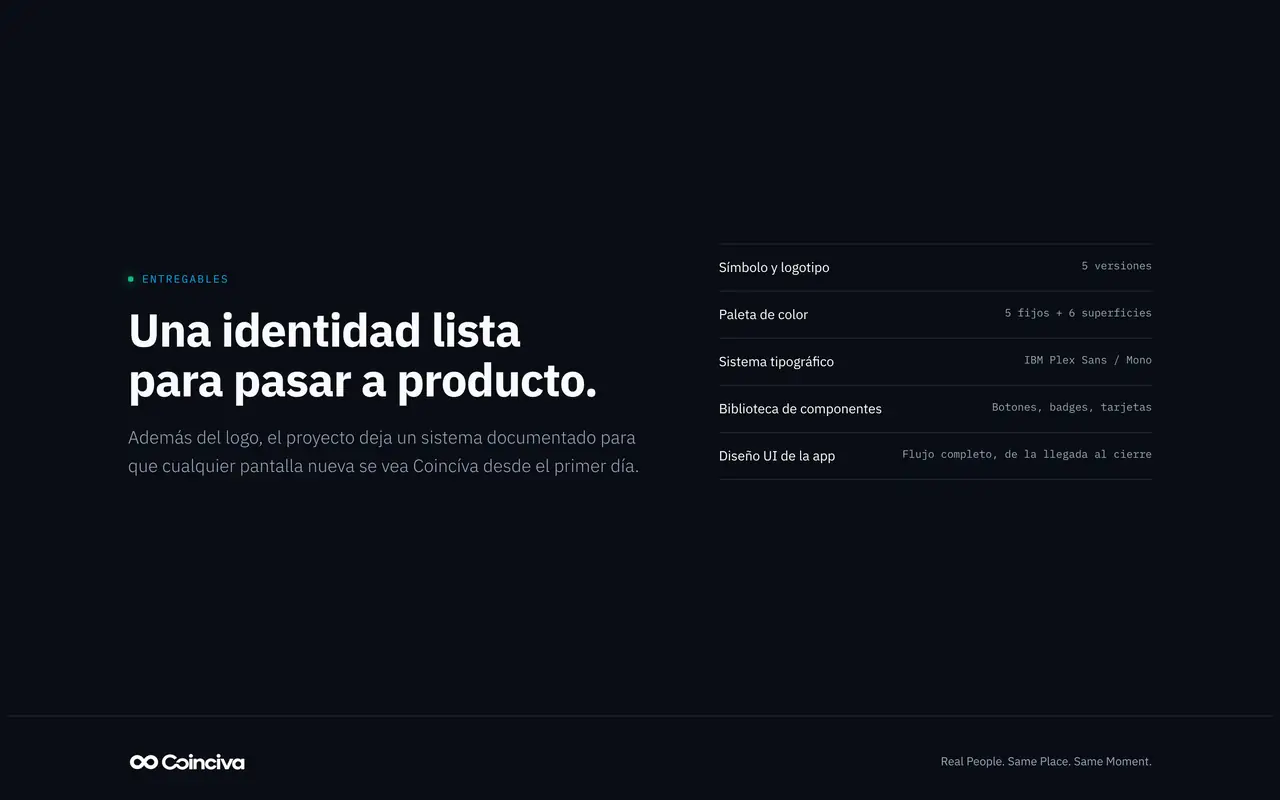 ENTREGABLES
Una identidad lista
para pasar a producto.
Además del logo, el proyecto deja un sistema documentado para
que cualquier pantalla nueva se vea Coincíva desde el primer día.
Símbolo y logotipo 5 versiones
Paleta de color 5 fijos + 6 superficies
Sistema tipográfico IBM Plex Sans / Mono
Biblioteca de componentes Botones, badges, tarjetas
Diseño UI de la app Flujo completo, de la llegada al cierre
Coinciva
Real People. Same Place. Same Moment.